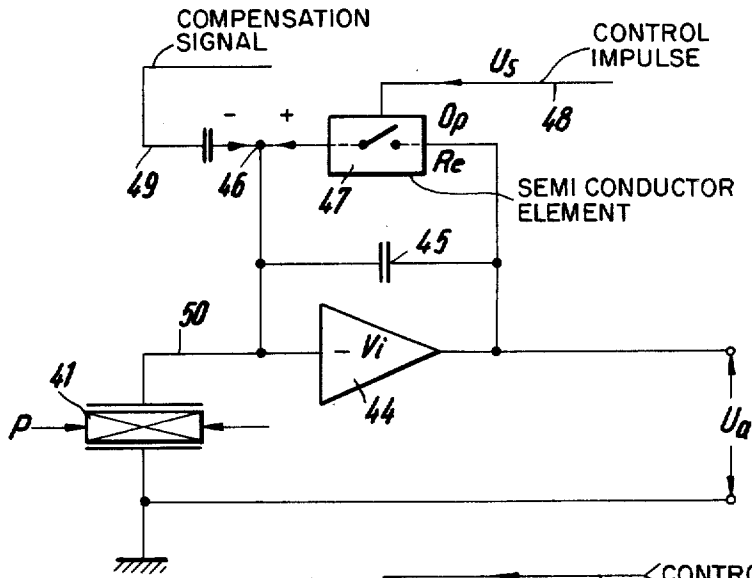 COMPENSATION
SIGNAL
CONTROL
IMPULSE
Us
48
- +
Op
49
46
47
Re
SEMI CONDUCTOR
ELEMENT
45
50
- Vi
44
41
P
Ua
CONTRO